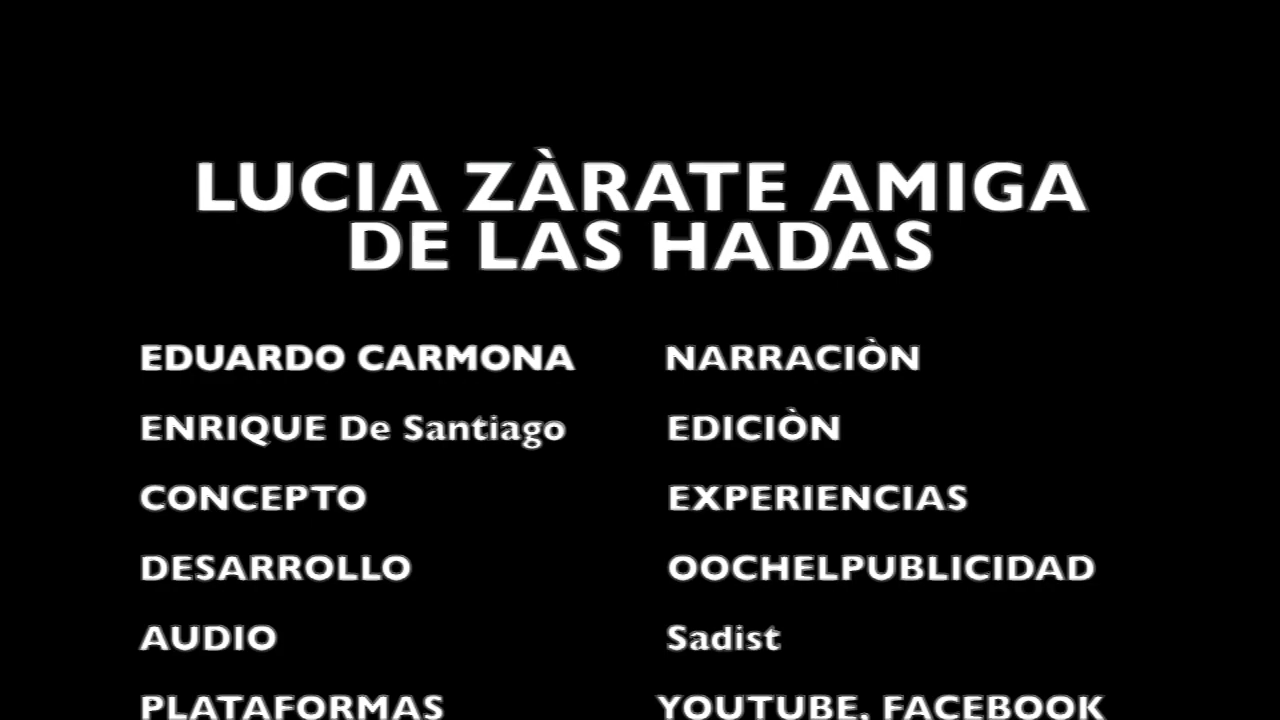 LUCIA ZÀRATE AMIGA
DE LAS HADAS
EDUARDO CARMONA NARRACIÒN
ENRIQUE De Santiago EDICIÒN
CONCEPTO EXPERIENCIAS
DESARROLLO OOCHELPUBLICIDAD
AUDIO Sadist
PLATAFORMAS YOUTUBE, FACEBOOK